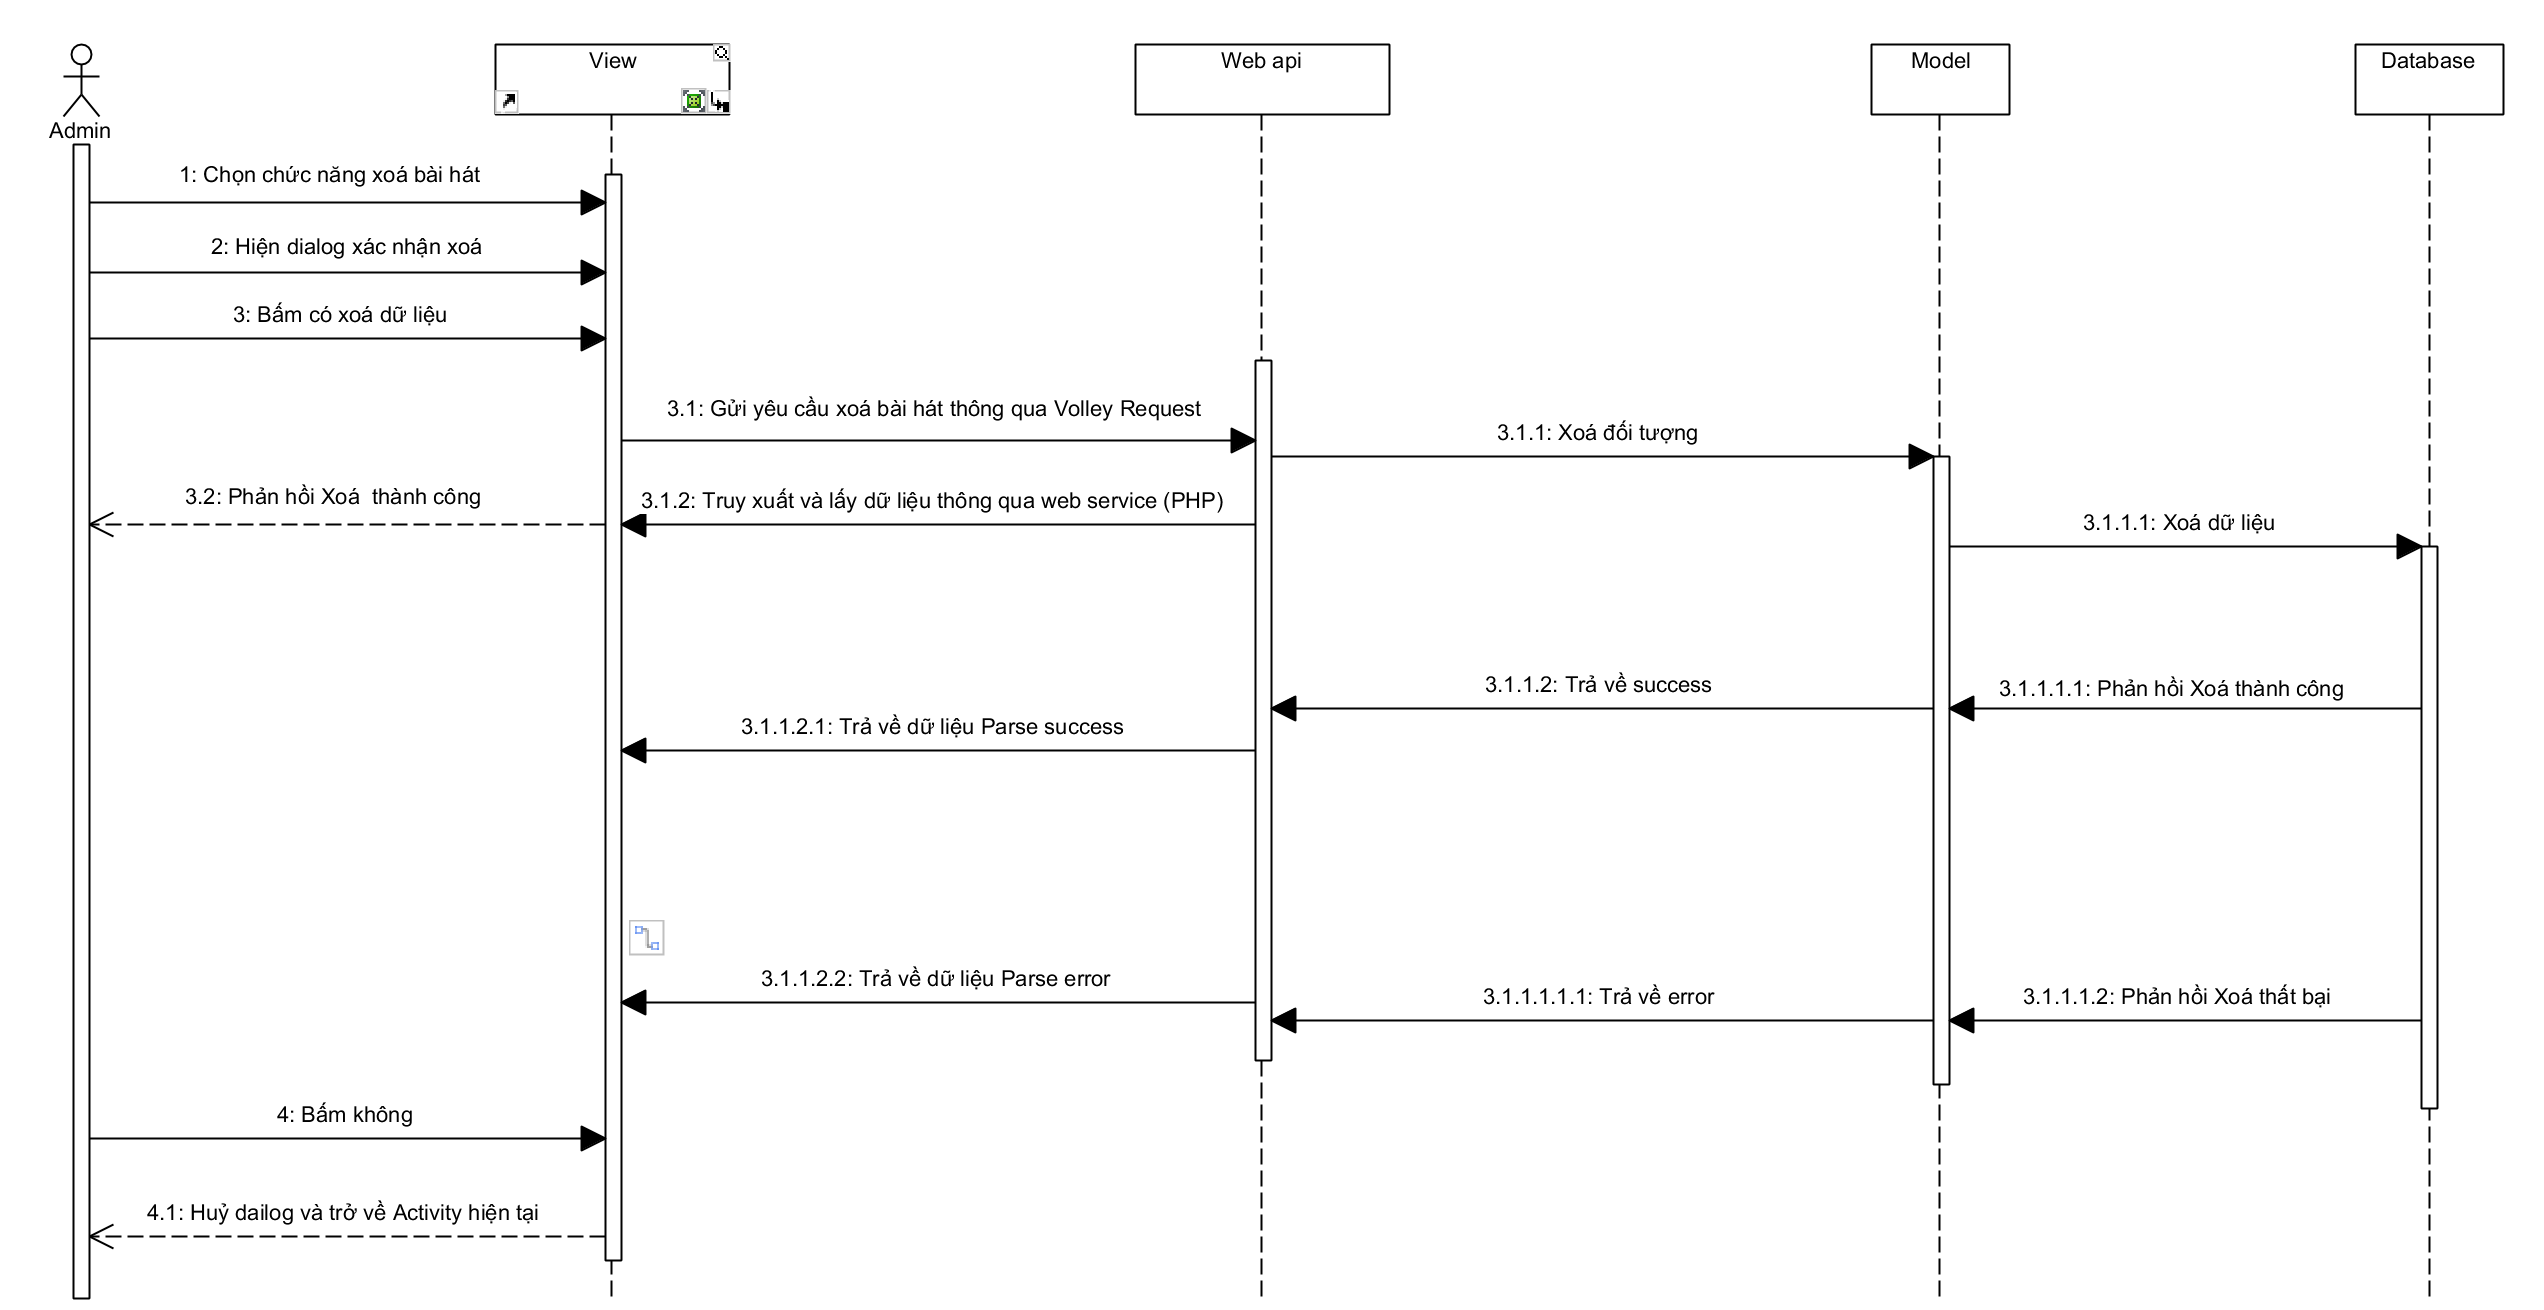 View
Web api
Model
Database
Admin
1: Chọn chức năng xoá bài hát
2: Hiện dialog xác nhận xoá
3: Bấm có xoá dữ liệu
3.1: Gửi yêu cầu xoá bài hát thông qua Volley Request
3.1.1: Xoá đối tượng
3.2: Phản hồi Xoá  thành công
3.1.2: Truy xuất và lấy dữ liệu thông qua web service (PHP)
3.1.1.1: Xoá dữ liệu
3.1.1.2: Trả về success
3.1.1.1.1: Phản hồi Xoá thành công
3.1.1.2.1: Trả về dữ liệu Parse success
3.1.1.2.2: Trả về dữ liệu Parse error
3.1.1.1.1.1: Trả về error
3.1.1.1.2: Phản hồi Xoá thất bại
4: Bấm không
4.1: Huỷ dailog và trở về Activity hiện tại